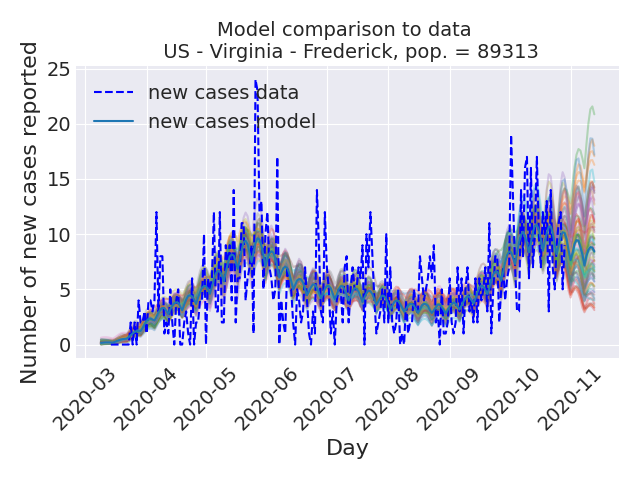 Model comparison to data
US - Virginia - Frederick, pop. = 89313
Number of new cases reported
25
20
15
10
5
0
new cases data
new cases model
2020-03
2020-04
2020-05
2020-06
2020-07
2020-08
2020-09
2020-10
2020-11
Day